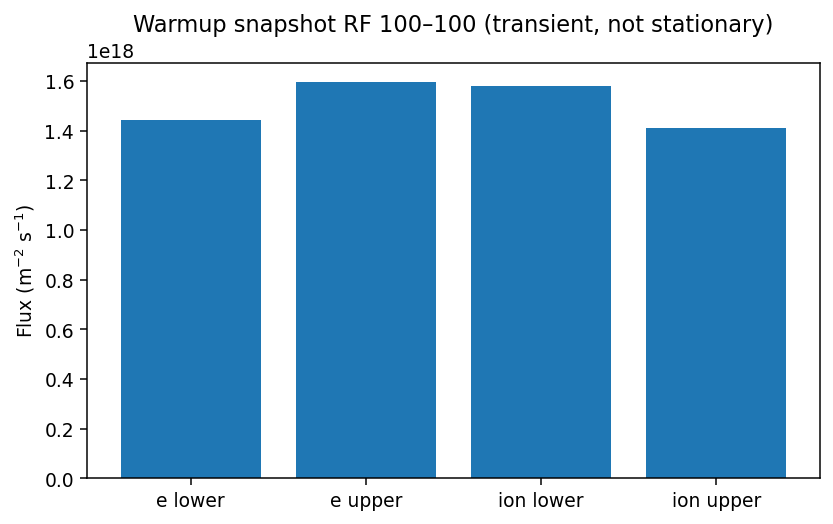 Warmup snapshot RF 100–100 (transient, not stationary)
1e18
Flux (m⁻² s⁻¹)
1.6
1.4
1.2
1.0
0.8
0.6
0.4
0.2
0.0
e lower e upper ion lower ion upper